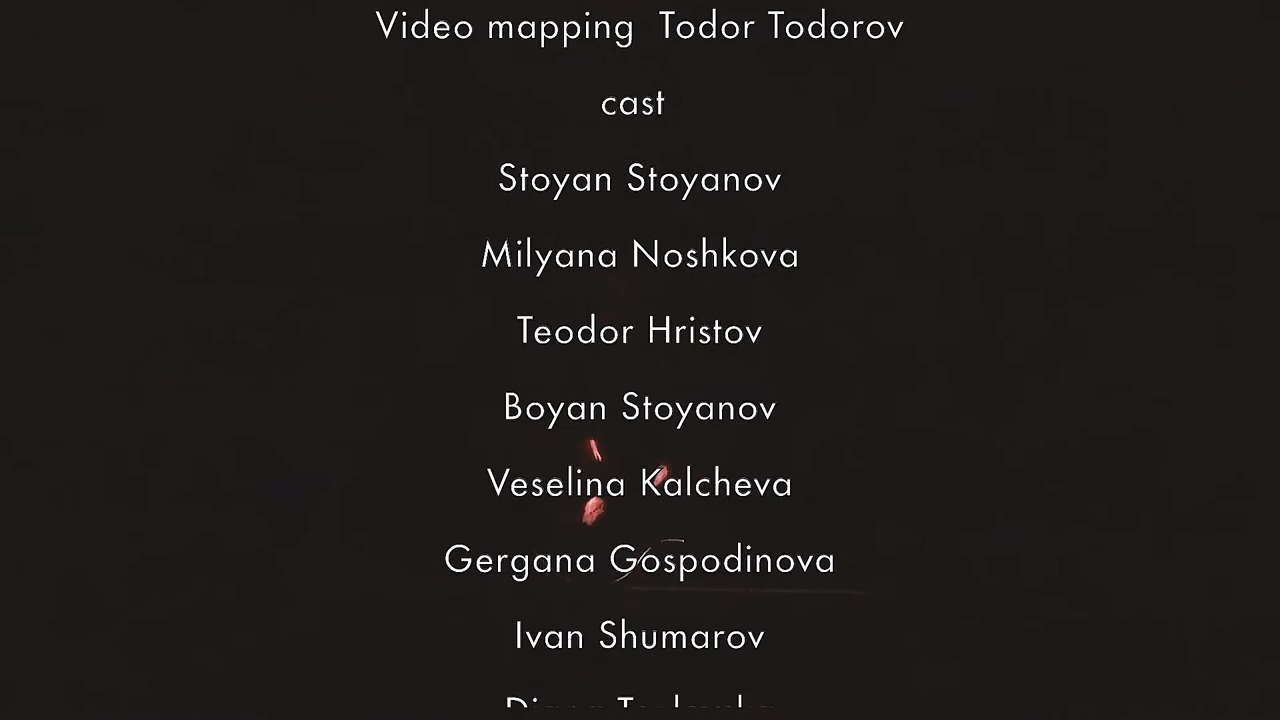 Video mapping Todor Todorov
cast
Stoyan Stoyanov
Milyana Noshkova
Teodor Hristov
Boyan Stoyanov
Veselina Kalcheva
Gergana Gospodinova
Ivan Shumarov